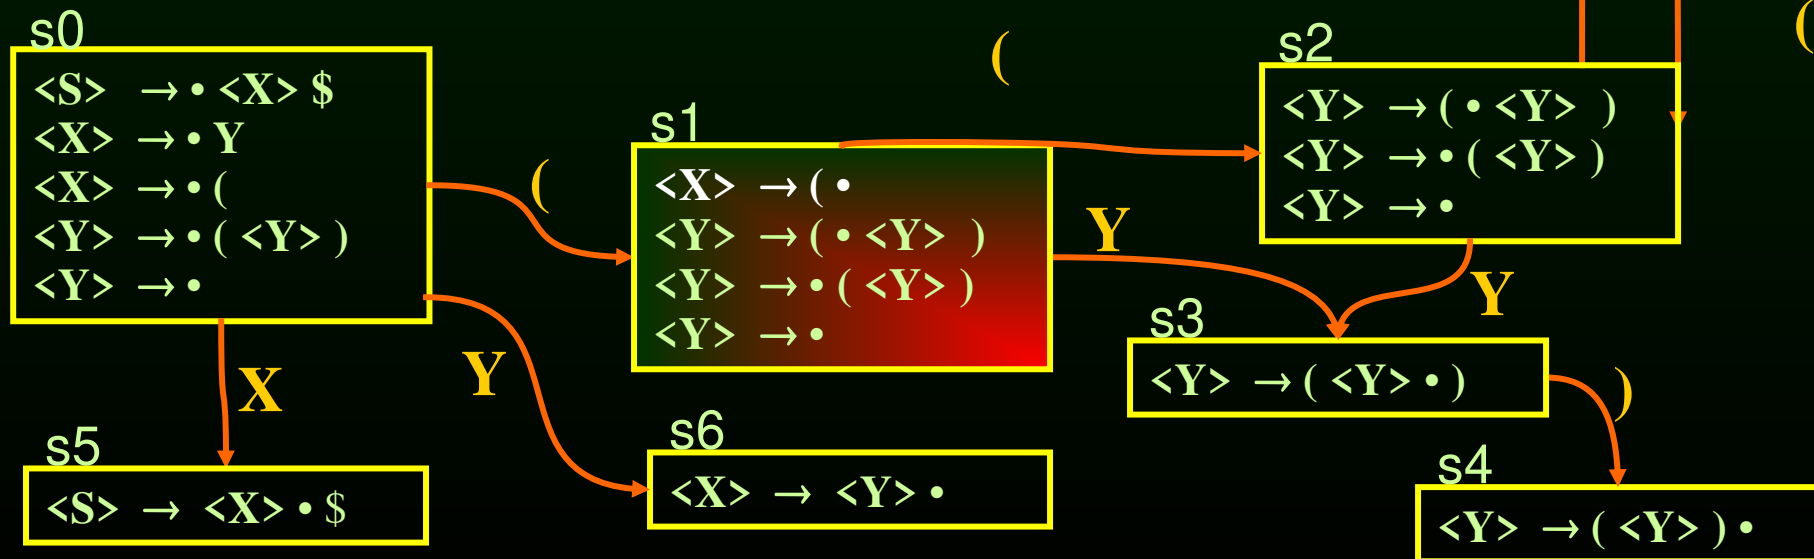 s0
<S> → • <X> $
<X> → • Y
<X> → • (
<Y> → • ( <Y> )
<Y> → •
(
X
Y
s5
<S> → <X> • $
s1
<X> → ( •
<Y> → ( • <Y> )
<Y> → • ( <Y> )
<Y> → •
(
Y
s6
<X> → <Y> •
s2
<Y> → ( • <Y> )
<Y> → • ( <Y> )
<Y> → •
(
Y
s3
<Y> → ( <Y> • )
)
s4
<Y> → ( <Y> ) •